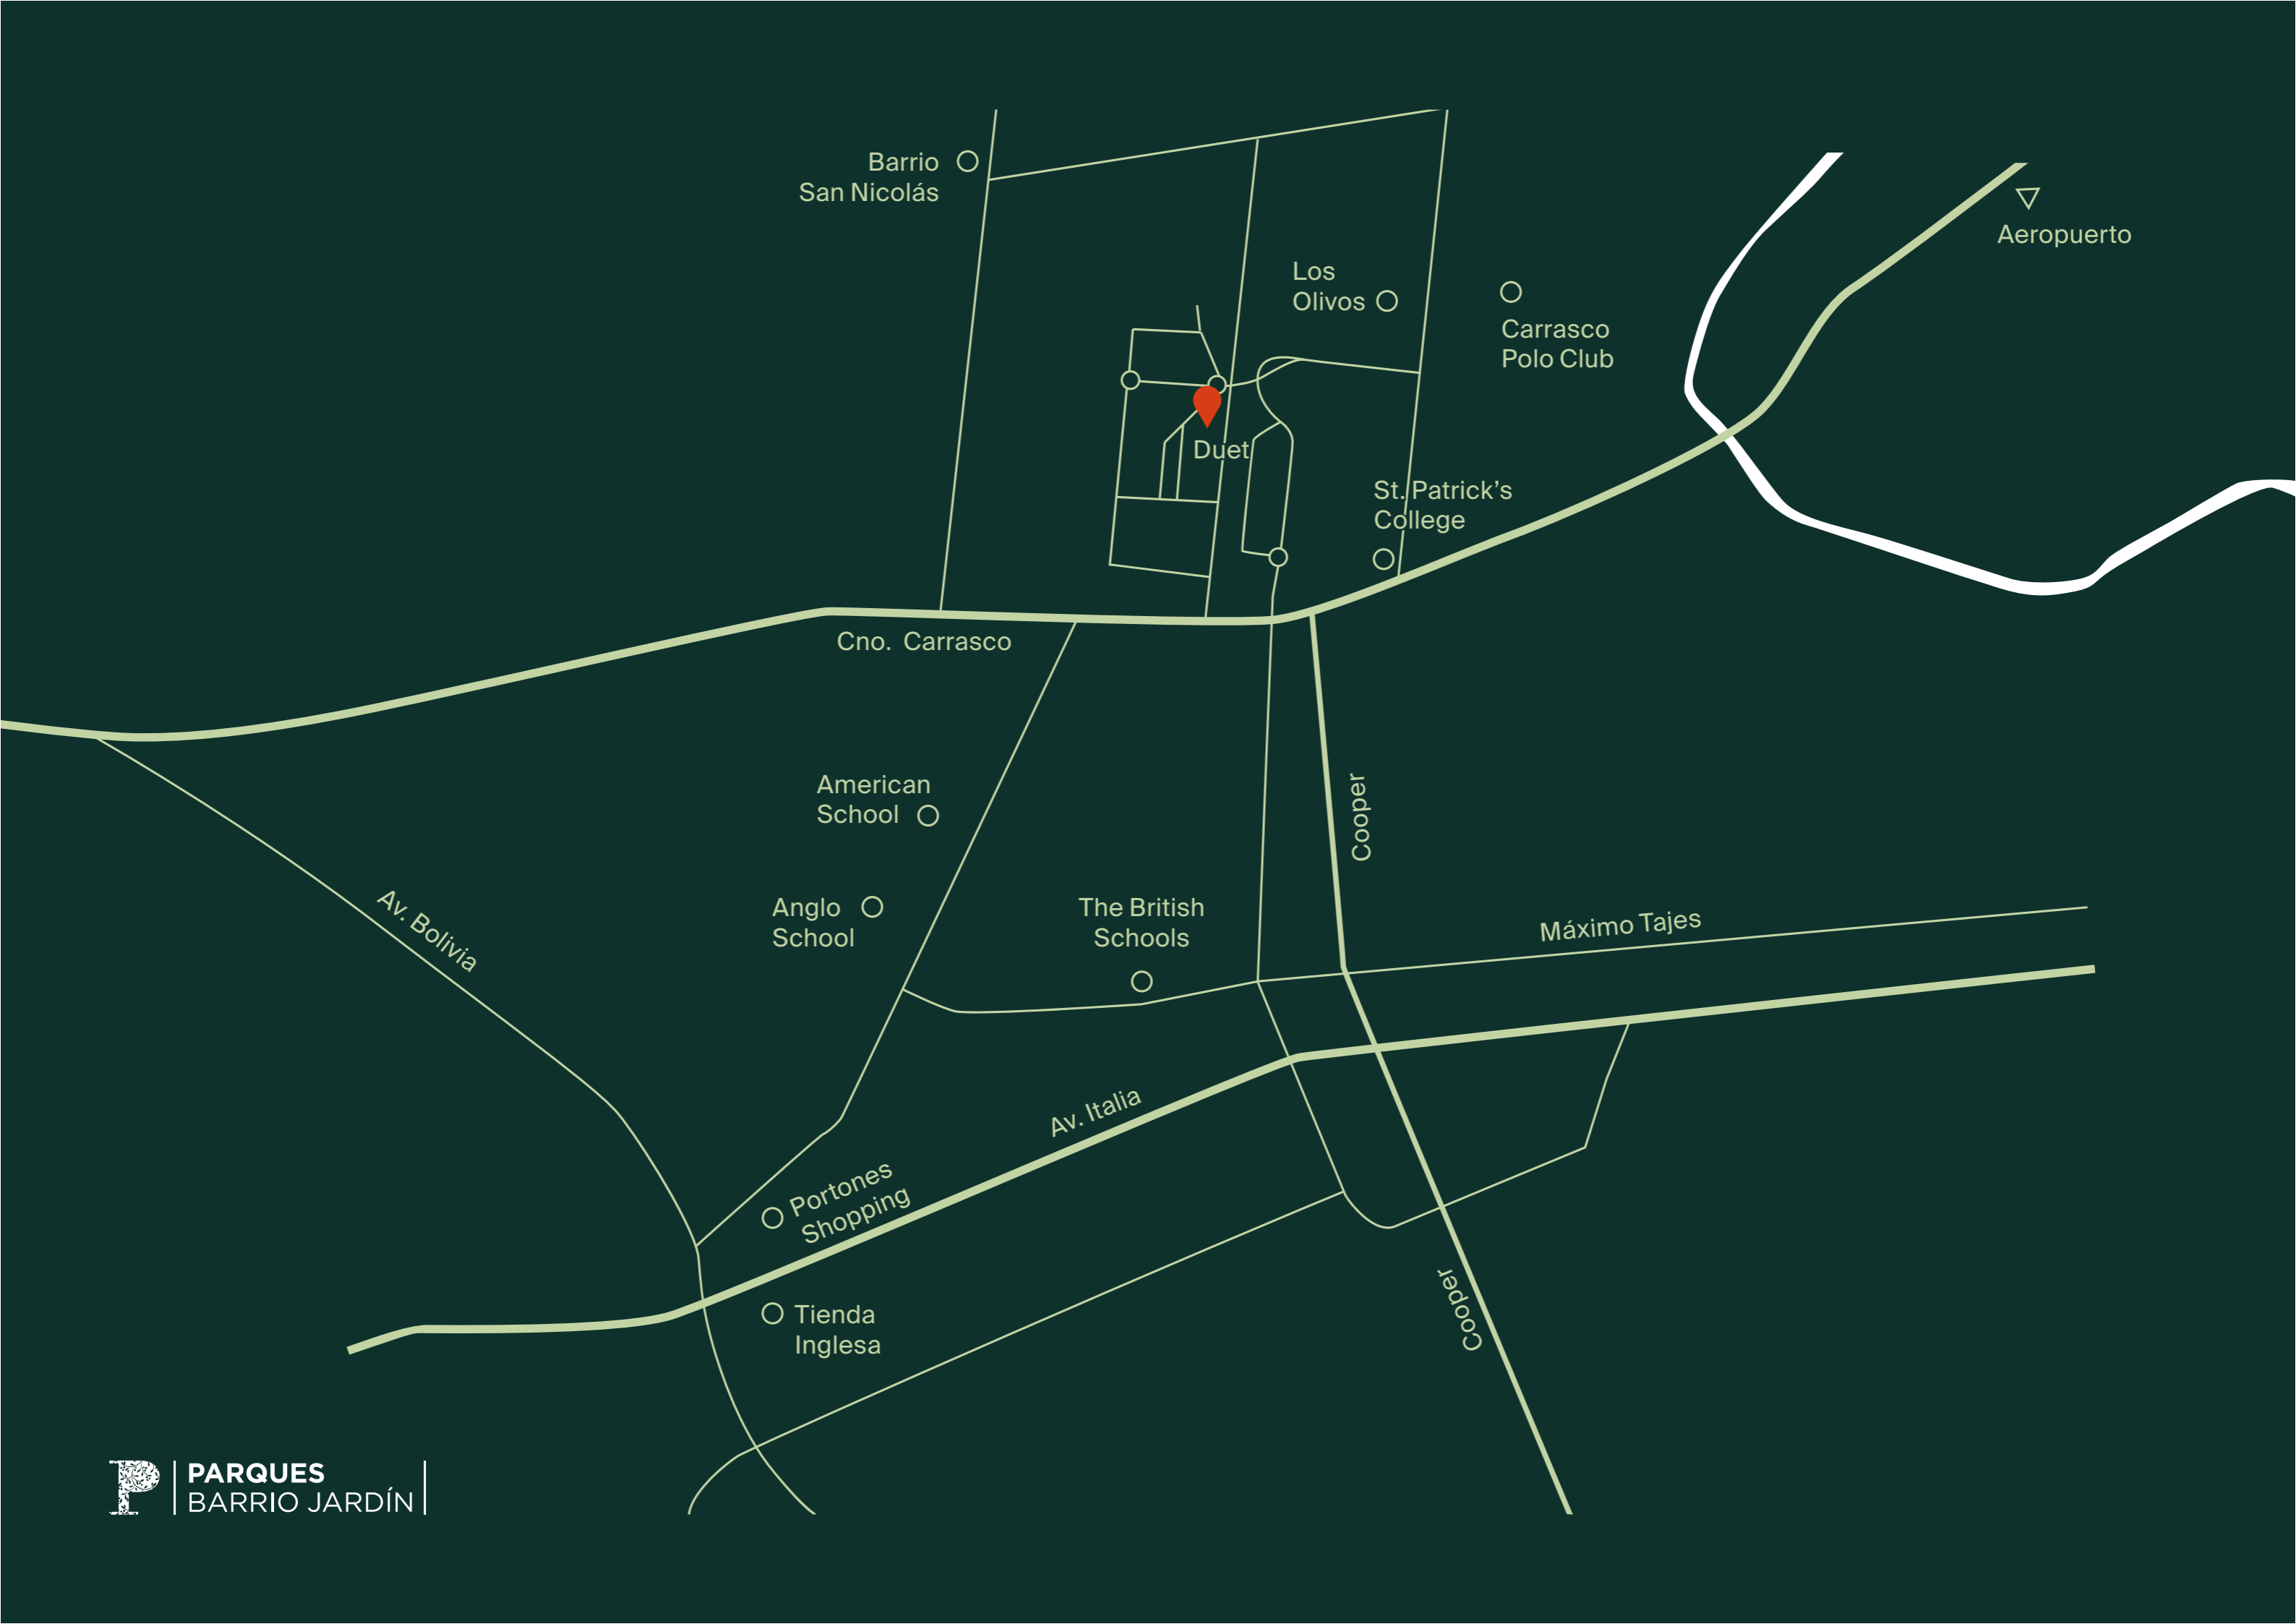 Barrio
San Nicolás
Aeropuerto
Los
Olivos
Carrasco
Polo Club
Duet
St. Patrick’s
College
Cno. Carrasco
American
School
Cooper
Av. Bolivia
Anglo
School
The British
Schools
Máximo Tajes
Av. Italia
Portones
Shopping
Cooper
Tienda
Inglesa
P
PARQUES
BARRIO JARDÍN